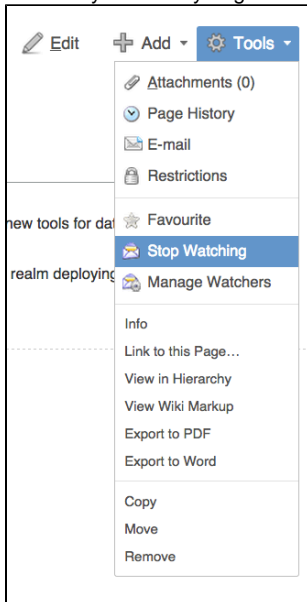 Edit Add Tools
Attachments (0)
Page History
E-mail
Restrictions
new tools for da
Favourite
Stop Watching
realm deploying
Manage Watchers
Info
Link to this Page...
View in Hierarchy
View Wiki Markup
Export to PDF
Export to Word
Copy
Move
Remove